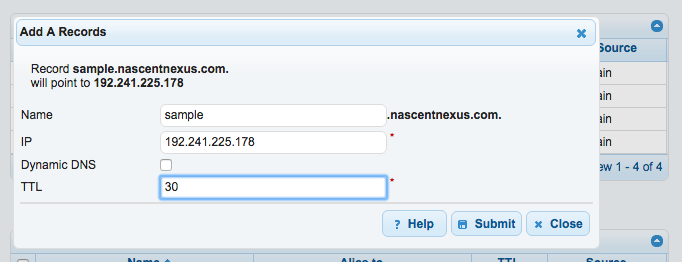 Add A Records
Source
Record sample.nascentnexus.com.
will point to 192.241.225.178
ain
Name sample .nascentnexus.com.
ain
IP 192.241.225.178 *
ain
Dynamic DNS
ain
TTL 30 *
ew 1 - 4 of 4
? Help Submit Close
Name Alias to TTL Source